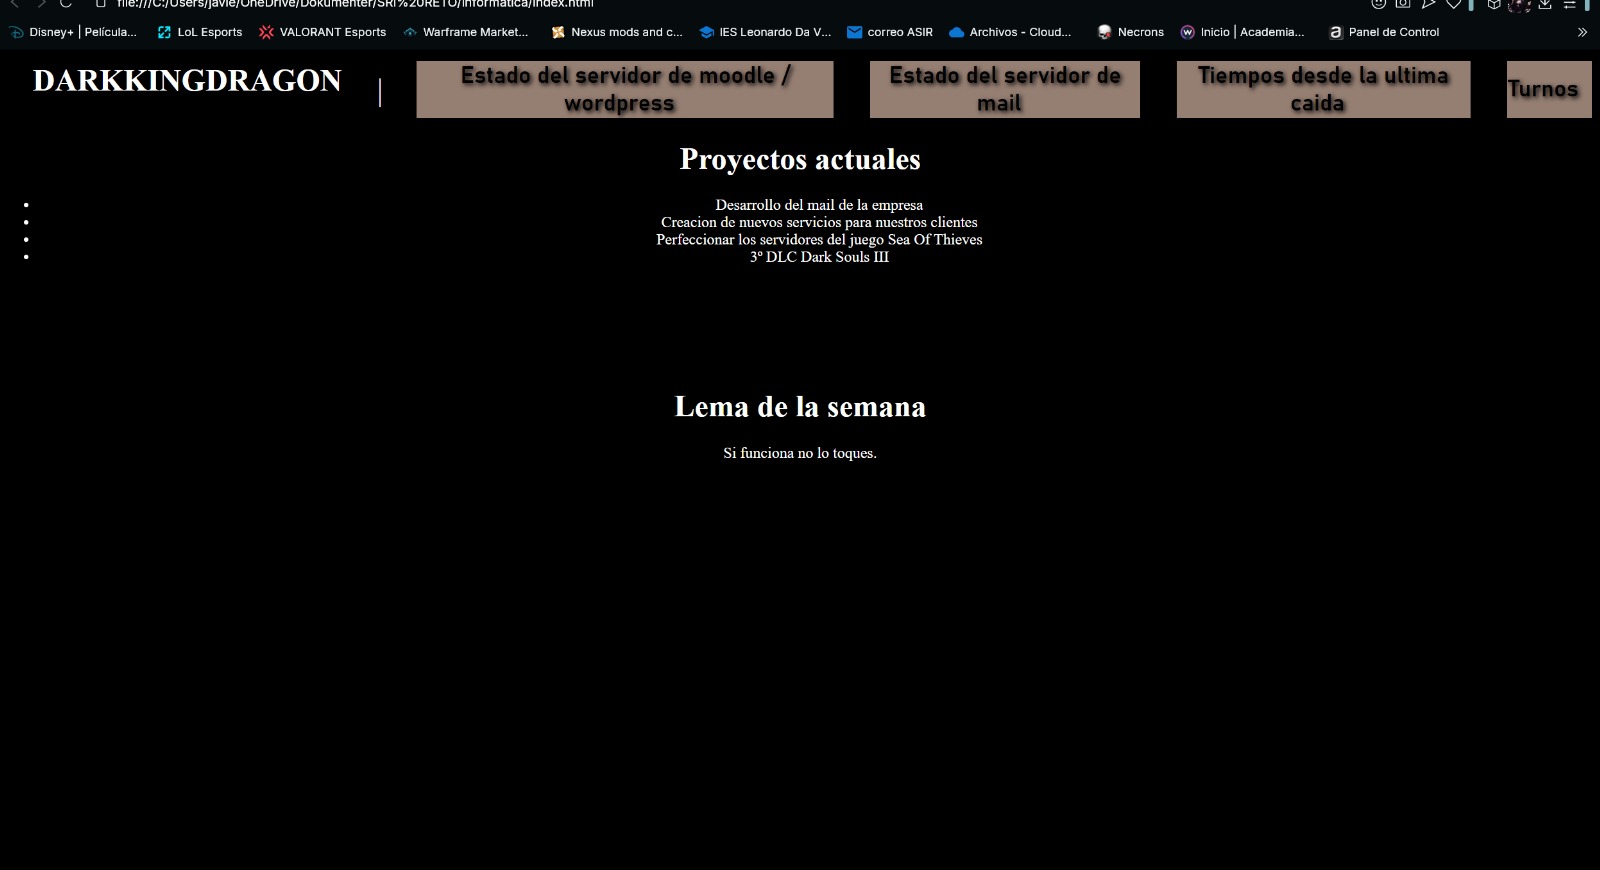 file:///C:/Users/javie/OneDrive/Dokumenter/SRI%20RETO/informatica/index.html
Disney+ | Película... LoL Esports VALORANT Esports Warframe Market... Nexus mods and c... IES Leonardo Da V... correo ASIR Archivos - Cloud... Necrons Inicio | Academia... Panel de Control
DARKKINGDRAGON |
Estado del servidor de moodle /
wordpress
Estado del servidor de
mail
Tiempos desde la ultima
caida
Turnos
Proyectos actuales
Desarrollo del mail de la empresa
Creacion de nuevos servicios para nuestros clientes
Perfeccionar los servidores del juego Sea Of Thieves
3º DLC Dark Souls III
Lema de la semana
Si funciona no lo toques.